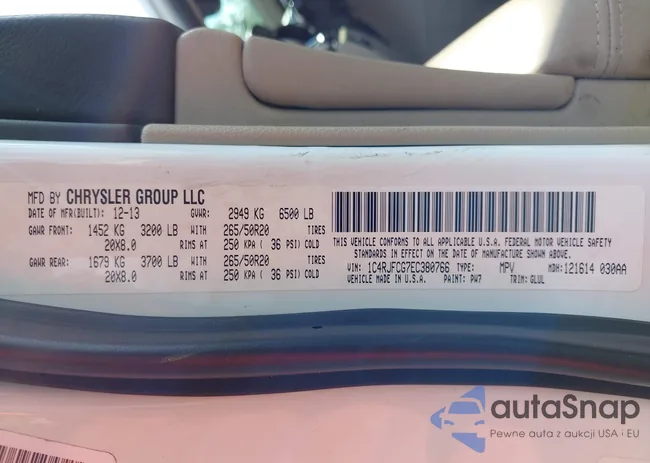 MFD BY CHRYSLER GROUP LLC
DATE OF MFR(BUILT): 12-13 GVWR: 2949 KG 6500 LB
GAWR FRONT: 1452 KG 3200 LB WITH 265/50R20 TIRES
20X8.0 RIMS AT 250 KPA ( 36 PSI) COLD
GAWR REAR: 1679 KG 3700 LB WITH 265/50R20 TIRES
20X8.0 RIMS AT 250 KPA ( 36 PSI) COLD
THIS VEHICLE CONFORMS TO ALL APPLICABLE U.S.A. FEDERAL MOTOR VEHICLE SAFETY
STANDARDS IN EFFECT ON THE DATE OF MANUFACTURE SHOWN ABOVE.
VIN: 1C4RJFCG7EC380766 TYPE: MPV MDH: 121614 030AA
VEHICLE MADE IN U.S.A. PAINT: PW7 TRIM: GLUL
autaSnap
Pewne auta z aukcji USA i EU